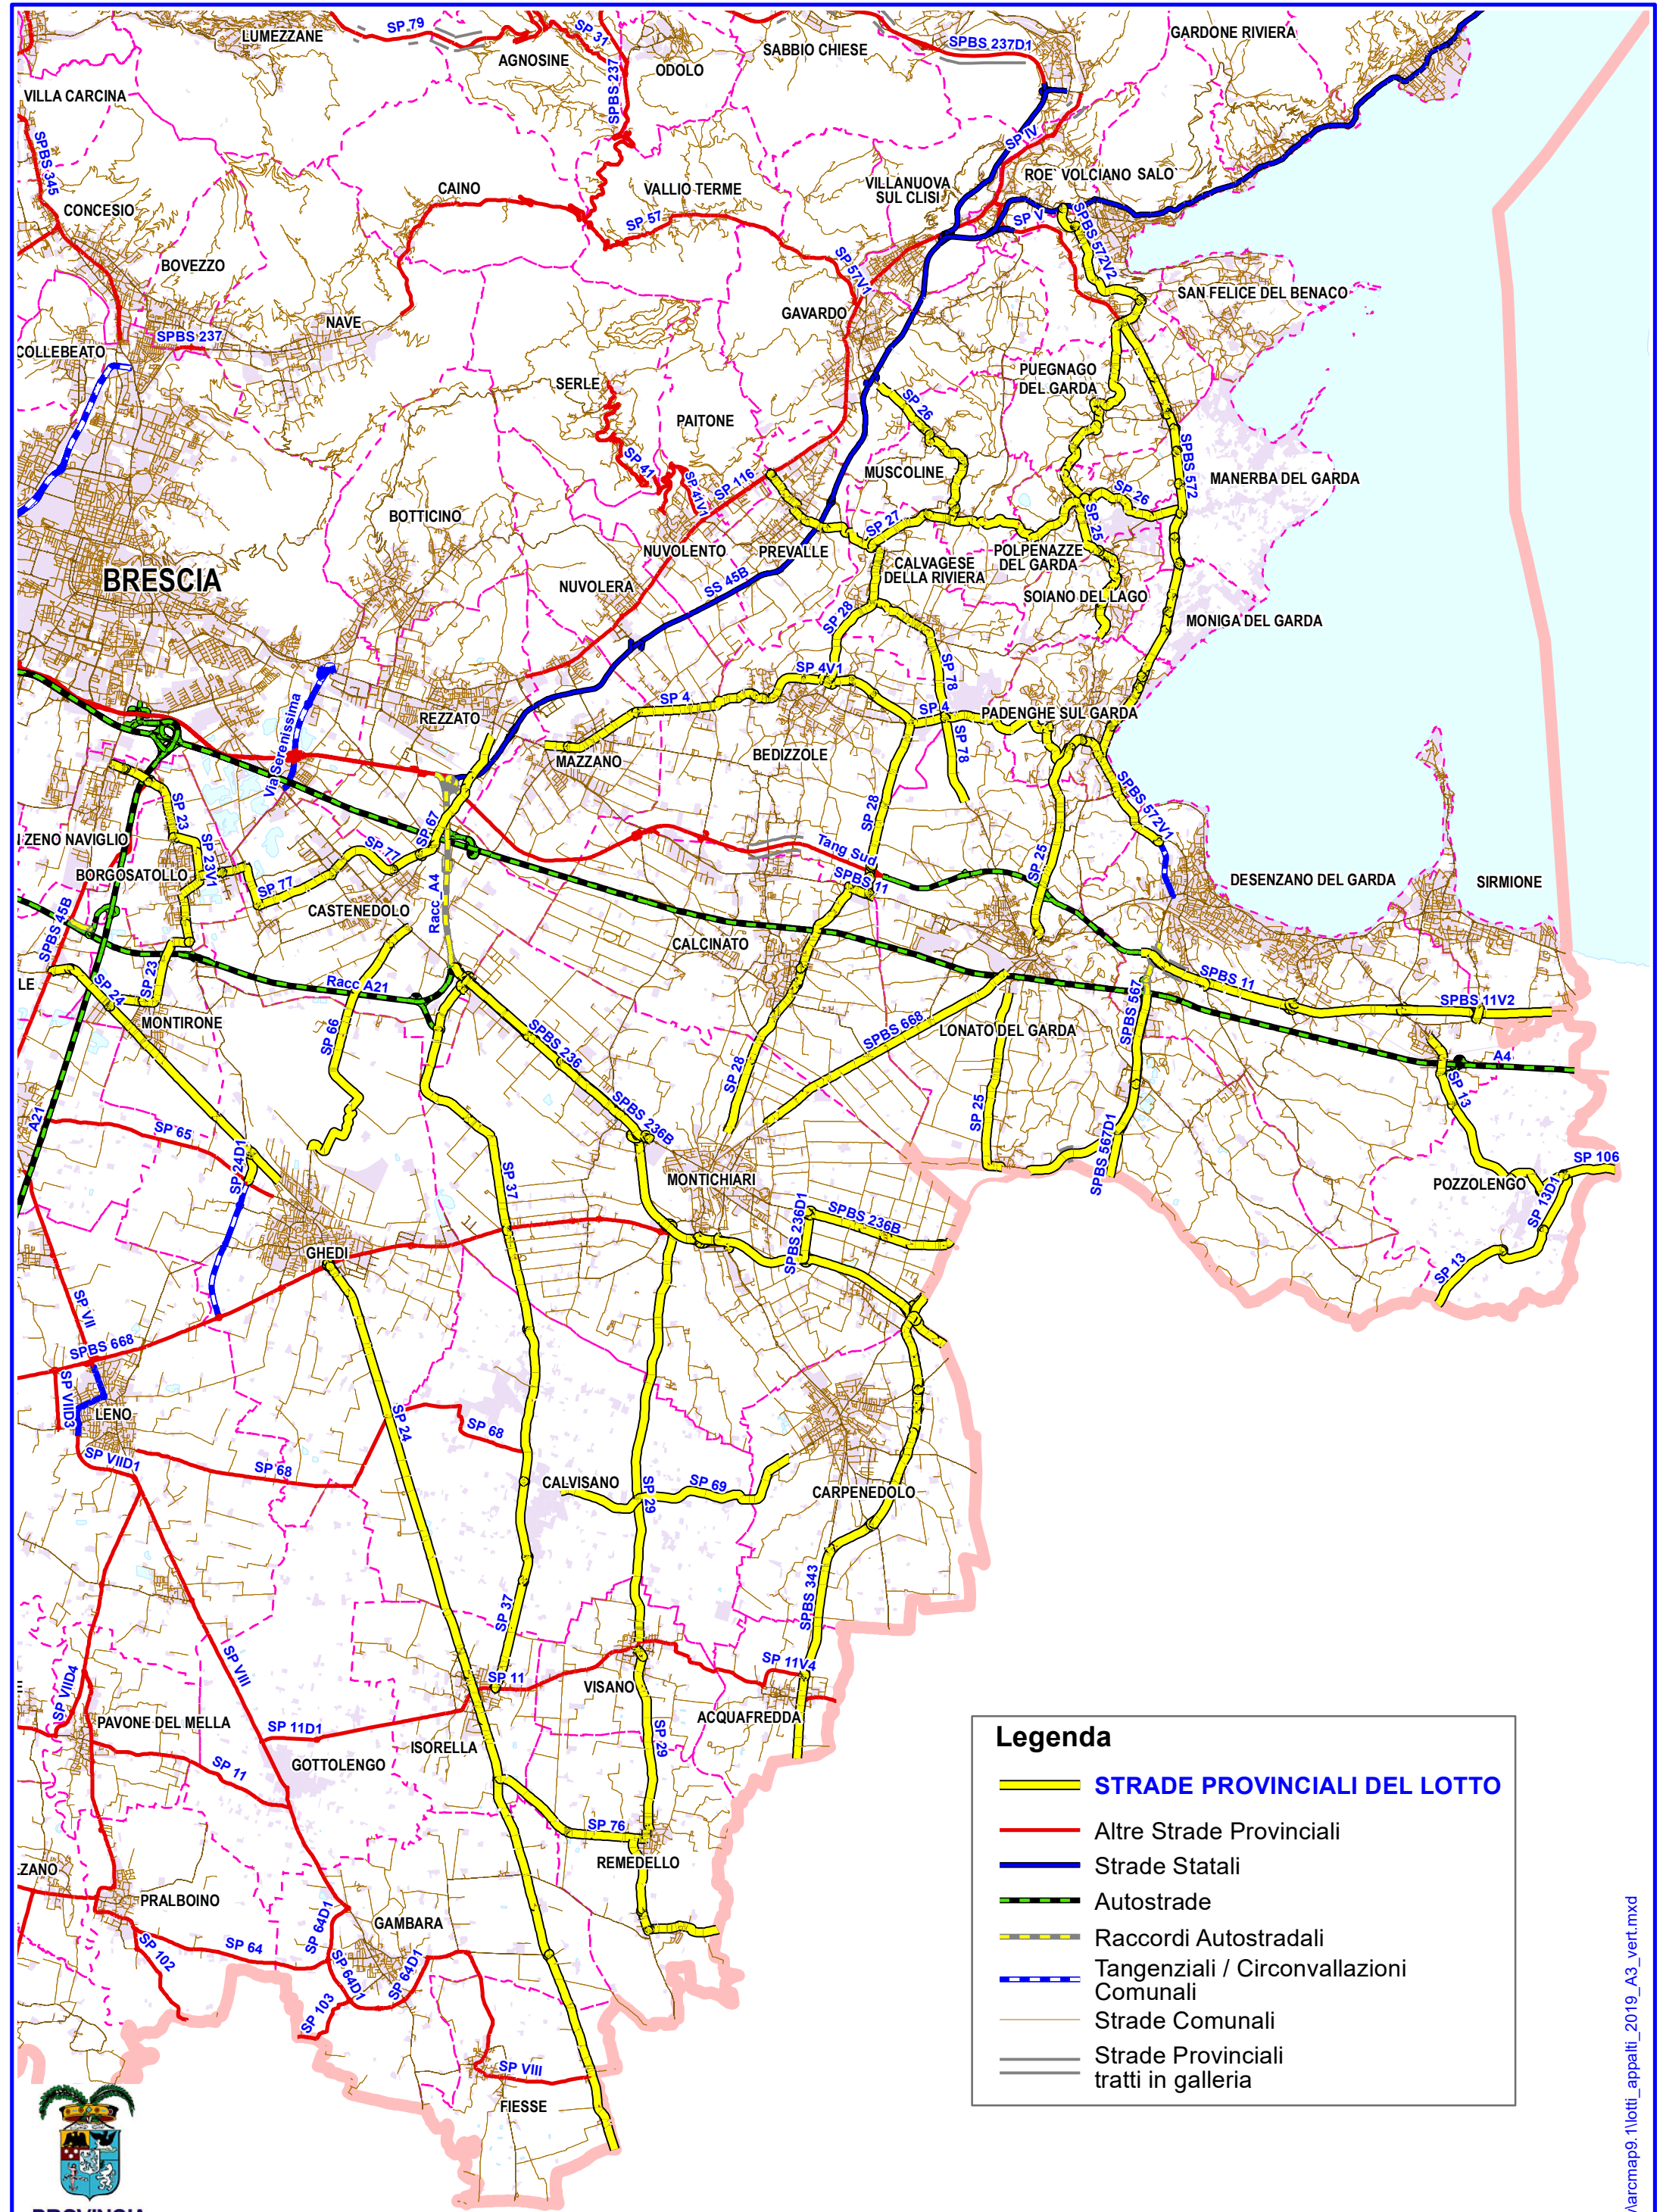 LUMEZZANE
SP 79
SP 31
AGNOSINE
SPBS 237
ODOLO
SABBIO CHIESE
SPBS 237D1
GARDONE RIVIERA
VILLA CARCINA
SPBS 345
CONCESIO
CAINO
VALLIO TERME
SP 57
VILLANUOVA
SUL CLISI
SP IV
ROE` VOLCIANO
SALO`
SP V
SPBS 572V2
BOVEZZO
SP 57V1
GAVARDO
SAN FELICE DEL BENACO
NAVE
SPBS 237
COLLEBEATO
SERLE
PAITONE
SP 26
PUEGNAGO
DEL GARDA
SP 41
SP 41V1
SP 116
MUSCOLINE
SPBS 572
MANERBA DEL GARDA
SP 26
SP 25
BOTTICINO
SP 27
NUVOLENTO
PREVALLE
POLPENAZZE
DEL GARDA
CALVAGESE
DELLA RIVIERA
BRESCIA
NUVOLERA
SS 45B
SOIANO DEL LAGO
MONIGA DEL GARDA
SP 28
SP 4V1
SP 78
SP 4
SP 4
PADENGHE SUL GARDA
Via Serenissima
REZZATO
MAZZANO
BEDIZZOLE
SP 78
SP 23
SP 67
SP 28
SPBS 572V1
SP 77
Tang Sud
SP 25
N ZENO NAVIGLIO
SP 23V1
BORGOSATOLLO
SP 77
SPBS 11
DESENZANO DEL GARDA
SIRMIONE
CASTENEDOLO
Racc A4
SPBS 45B
CALCINATO
SP 23
SP 24
Racc A21
SPBS 11
SPBS 11V2
LE
MONTIRONE
SP 66
SPBS 236
SPBS 668
LONATO DEL GARDA
SPBS 567
A4
SP 28
SP 13
A21
SP 65
SPBS 236B
SP 25
SPBS 567D1
SP 24D1
SP 37
MONTICHIARI
POZZOLENGO
SP 106
SP 13D1
SPBS 236D1
SPBS 236B
GHEDI
SP 13
SP VII
SPBS 668
SP VIID3
LENO
SP 24
SP 68
SP VIID1
SP 68
CALVISANO
SP 29
SP 69
CARPENEDOLO
SP 37
SPBS 343
SP VIII
SP VIID4
SP 11
SP 11V4
VISANO
E
PAVONE DEL MELLA
SP 11D1
ACQUAFREDDA
ISORELLA
SP 29
GOTTOLENGO
SP 11
SP 76
REMEDELLO
ZANO
PRALBOINO
GAMBARA
SP 64D1
SP 64
SP 102
SP 64D1
SP 64D1
SP 103
SP VIII
FIESSE
Legenda
STRADE PROVINCIALI DEL LOTTO
Altre Strade Provinciali
Strade Statali
Autostrade
Raccordi Autostradali
Tangenziali / Circonvallazioni
Comunali
Strade Comunali
Strade Provinciali
tratti in galleria
\arcmap9.1\lotti_appalti_2019_A3_vert.mxd
PROVINCIA